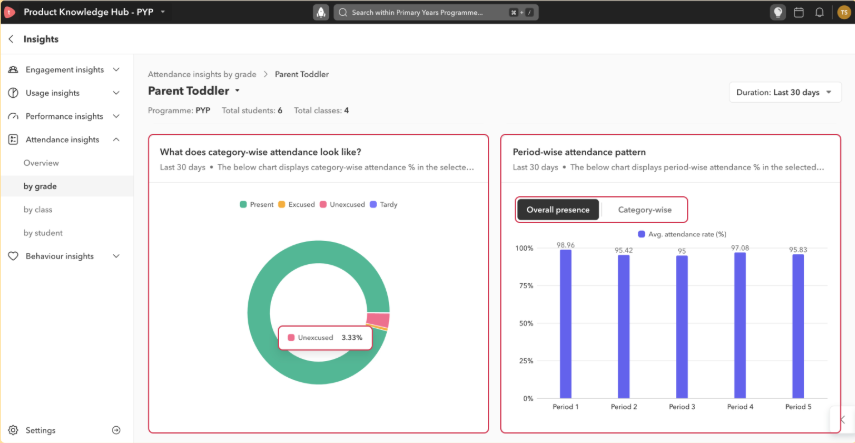 Product Knowledge Hub - PYP
Search within Primary Years Programme... ⌘ + /
TS
Insights
Engagement insights
Usage insights
Performance insights
Attendance insights
Overview
by grade
by class
by student
Behaviour insights
Settings
Attendance insights by grade > Parent Toddler
Parent Toddler
Programme: PYP Total students: 6 Total classes: 4
Duration: Last 30 days
What does category-wise attendance look like?
Last 30 days • The below chart displays category-wise attendance % in the selecte...
Present Excused Unexcused Tardy
Unexcused 3.33%
Period-wise attendance pattern
Last 30 days • The below chart displays period-wise attendance % in the selected...
Overall presence Category-wise
Avg. attendance rate (%)
100% 98.96 95.42 95 97.08 95.83
75%
50%
25%
0%
Period 1 Period 2 Period 3 Period 4 Period 5